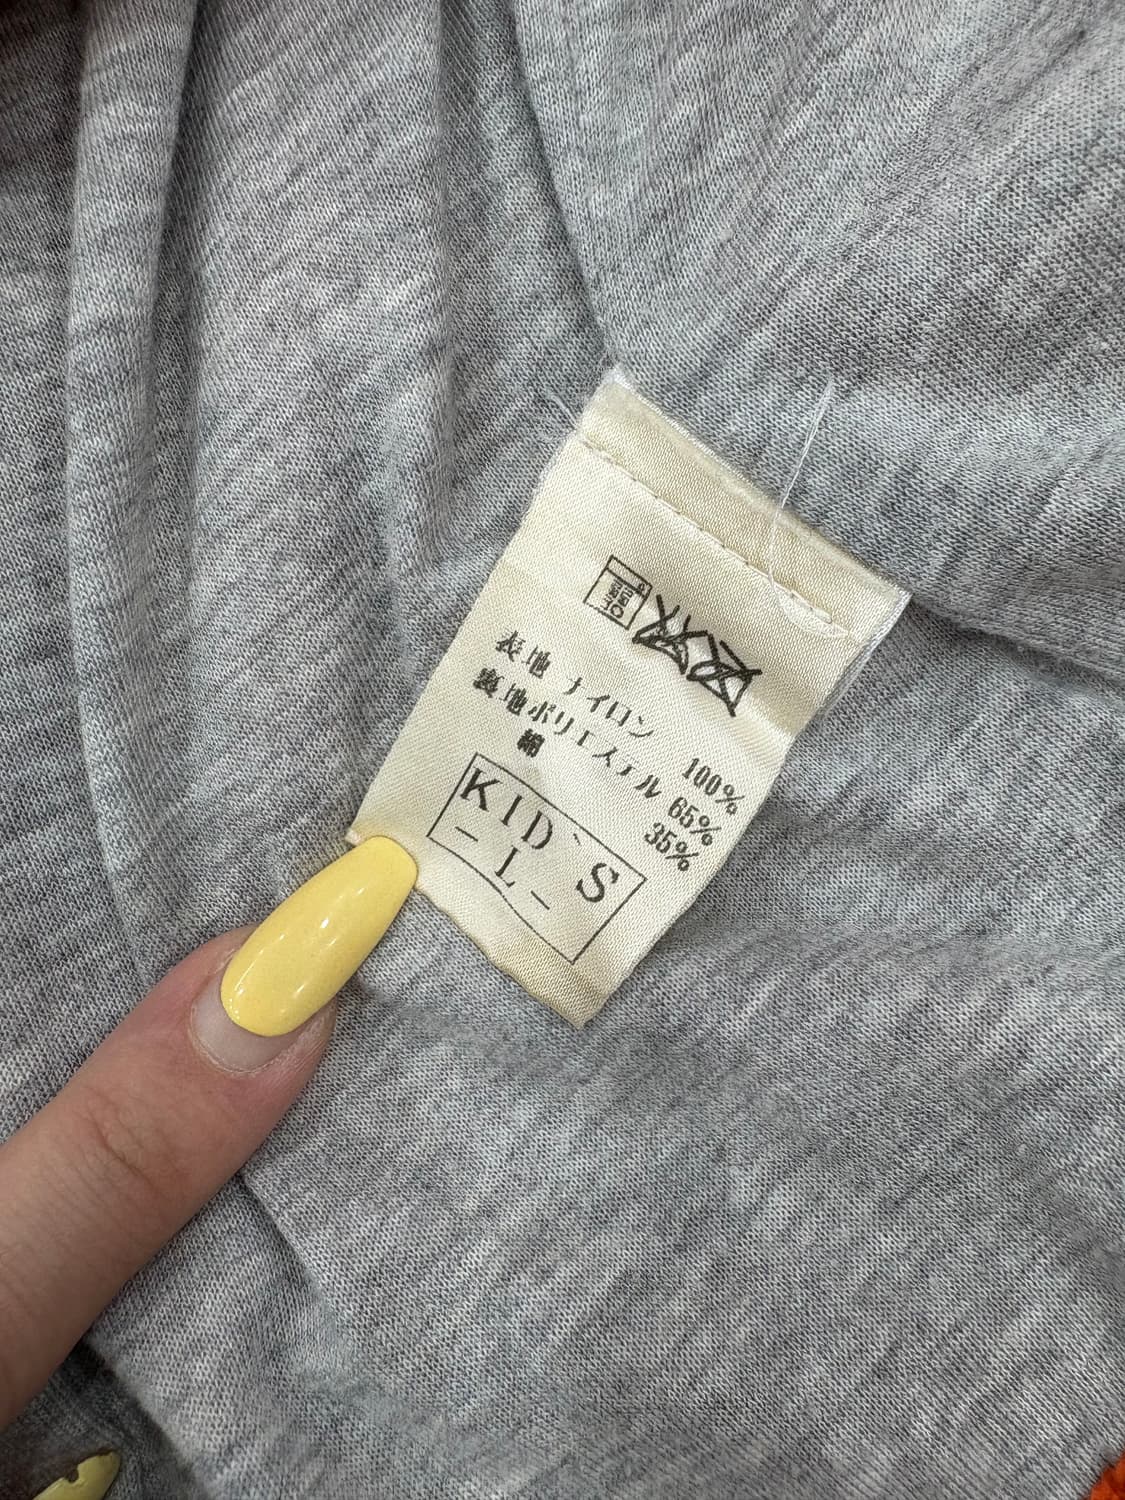 表地 ナイロン 100%
裏地ポリエステル 65%
綿 35%
KID'S
-L-